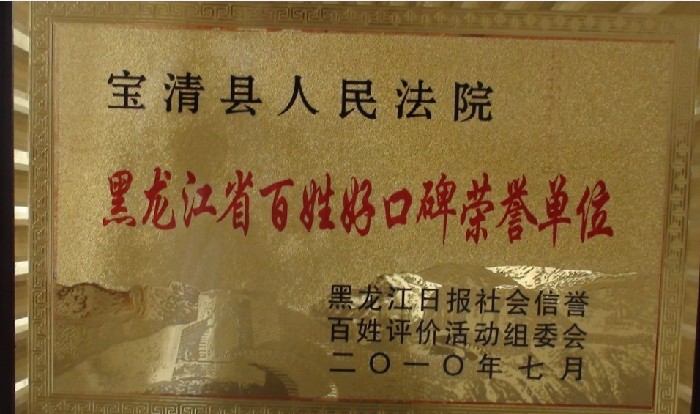 宝清县人民法院
黑龙江省百姓好口碑荣誉单位
黑龙江日报社会信誉
百姓评价活动组委会
二〇一〇年七月